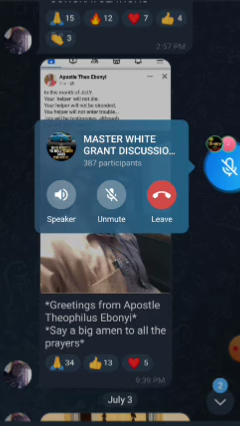 15 12 7 4
3
2:57 PM
Apostle Theo Ebonyi
In the month of JULY.
Your helper will not die.
Your helper will not be stranded,
You will not enter trouble...
MASTER WHITE
GRANT DISCUSSIO...
387 participants
Speaker Unmute Leave
*Greetings from Apostle
Theophilus Ebonyi*
*Say a big amen to all the
prayers*
34 13 5
9:39 PM
July 3
2